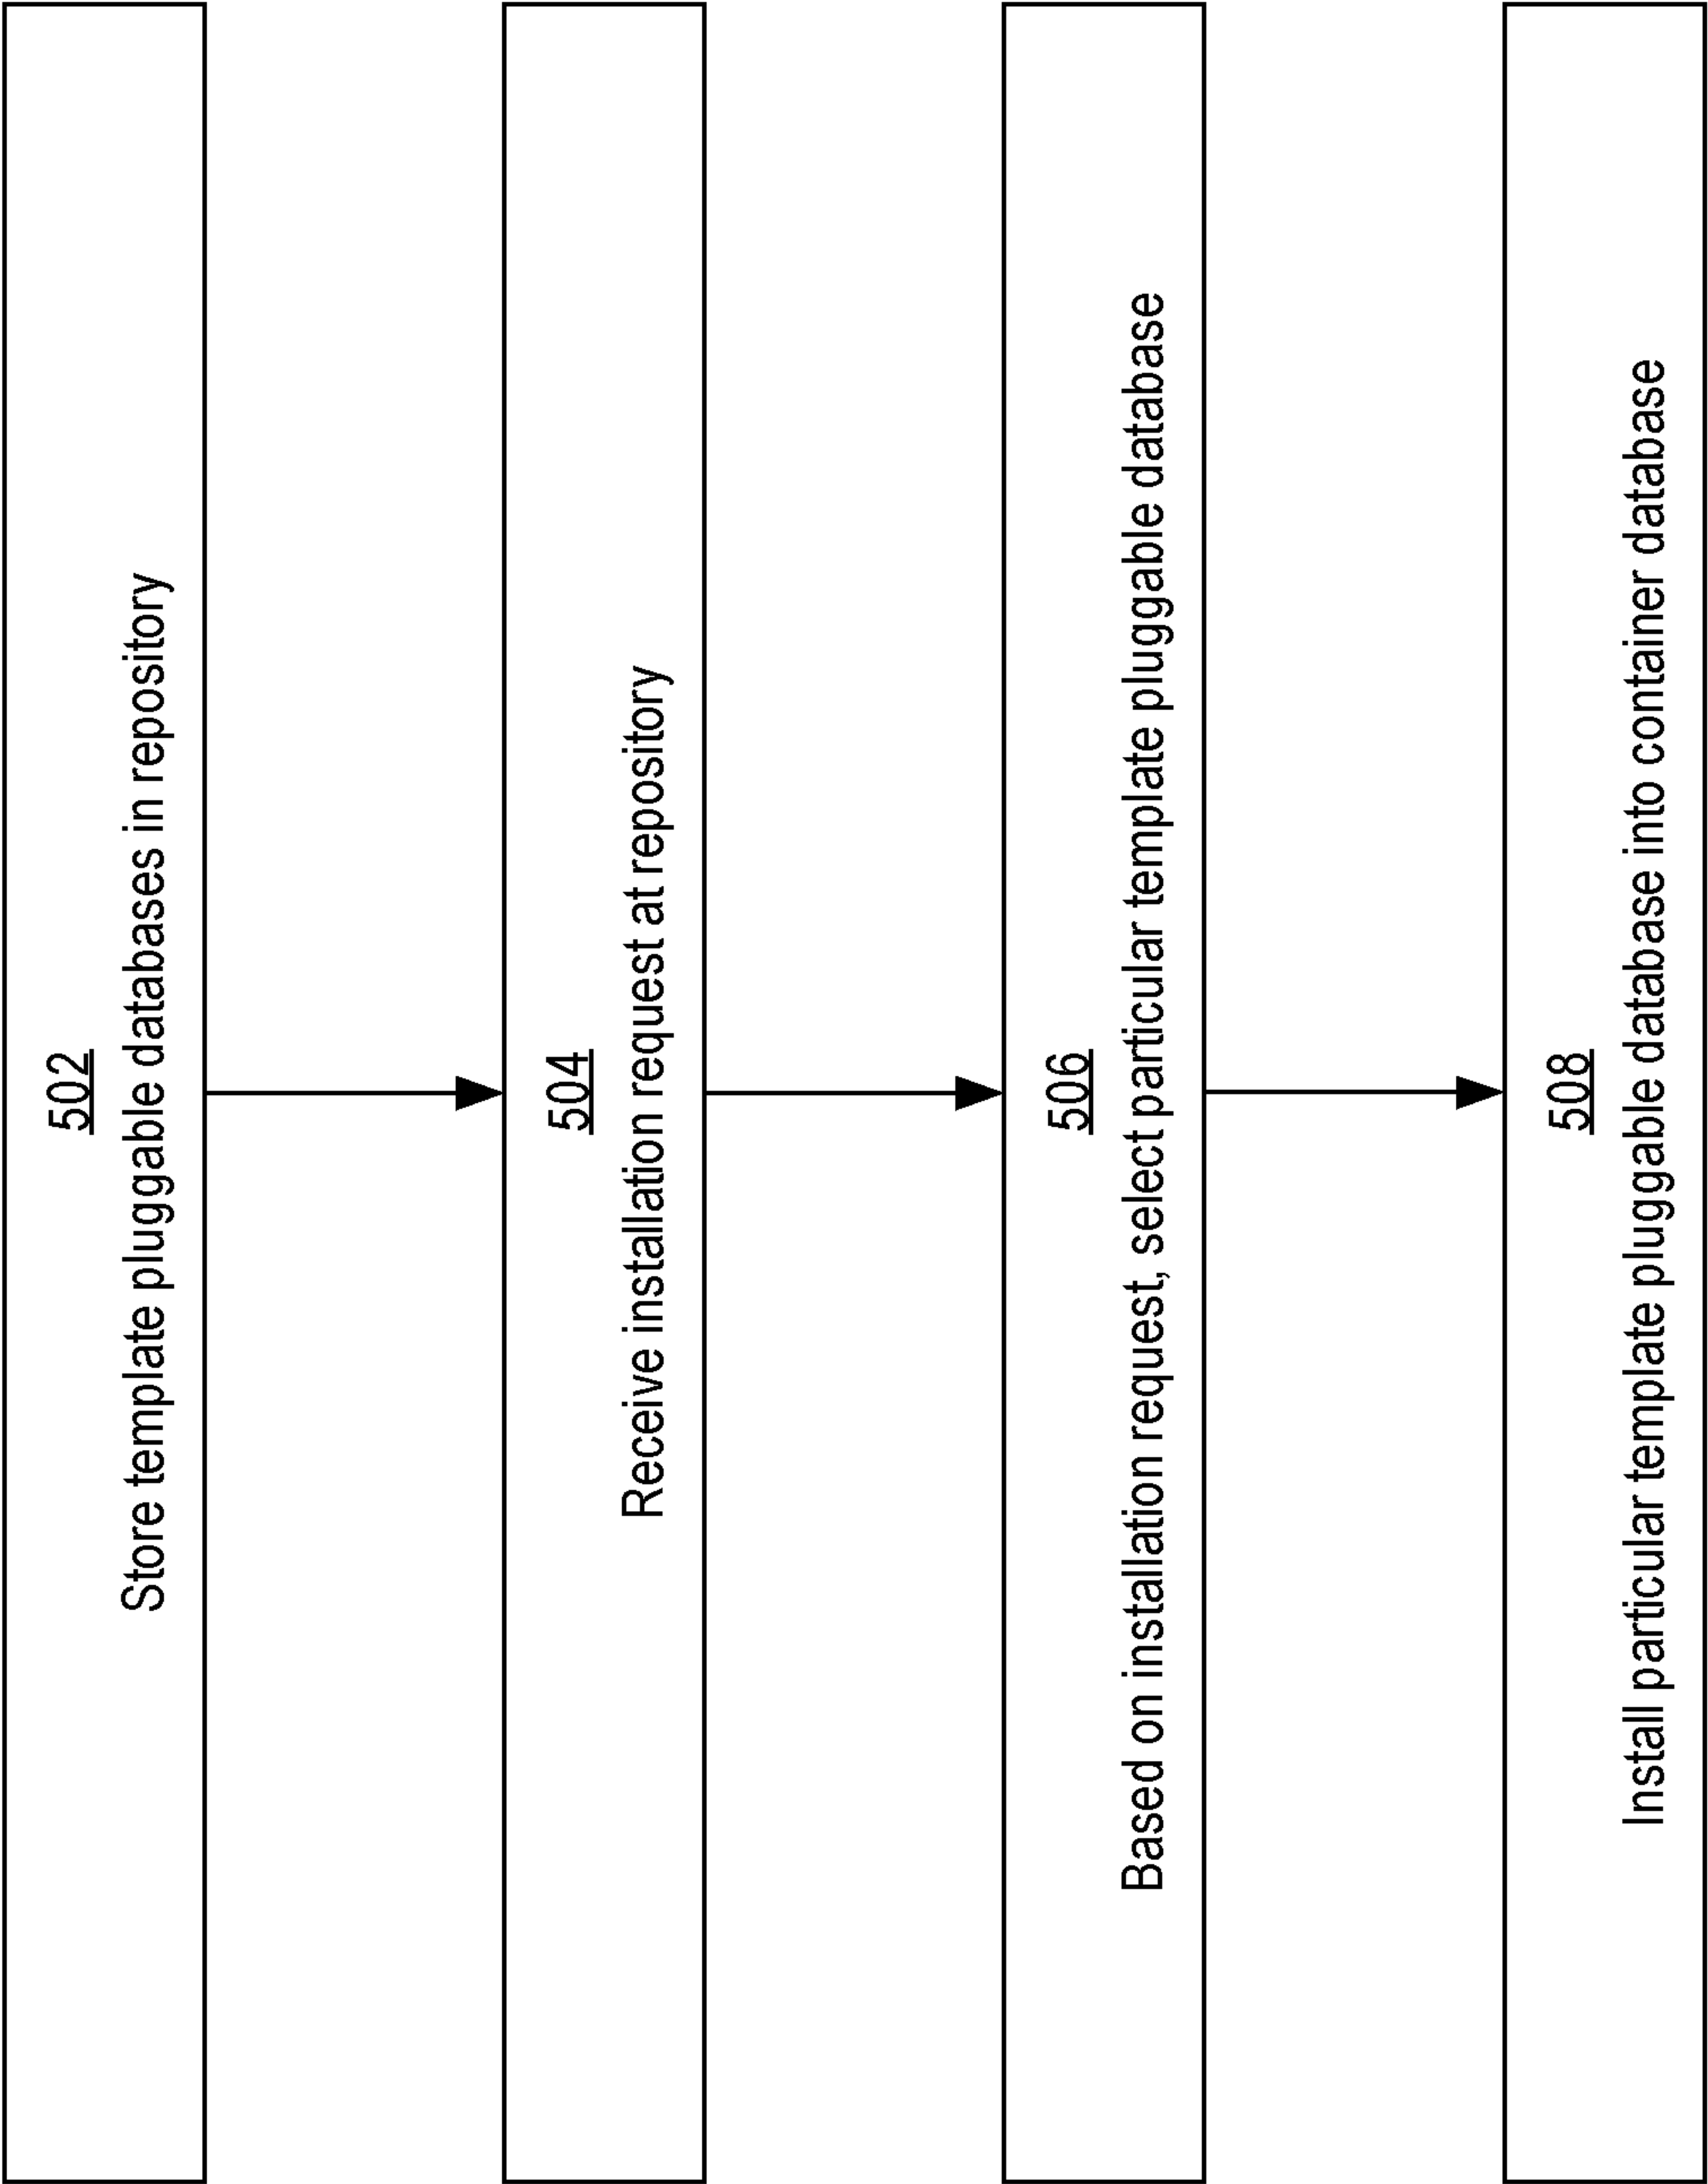 502
Store template pluggable databases in repository
504
Receive installation request at repository
506
Based on installation request, select particular template pluggable database
508
Install particular template pluggable database into container database